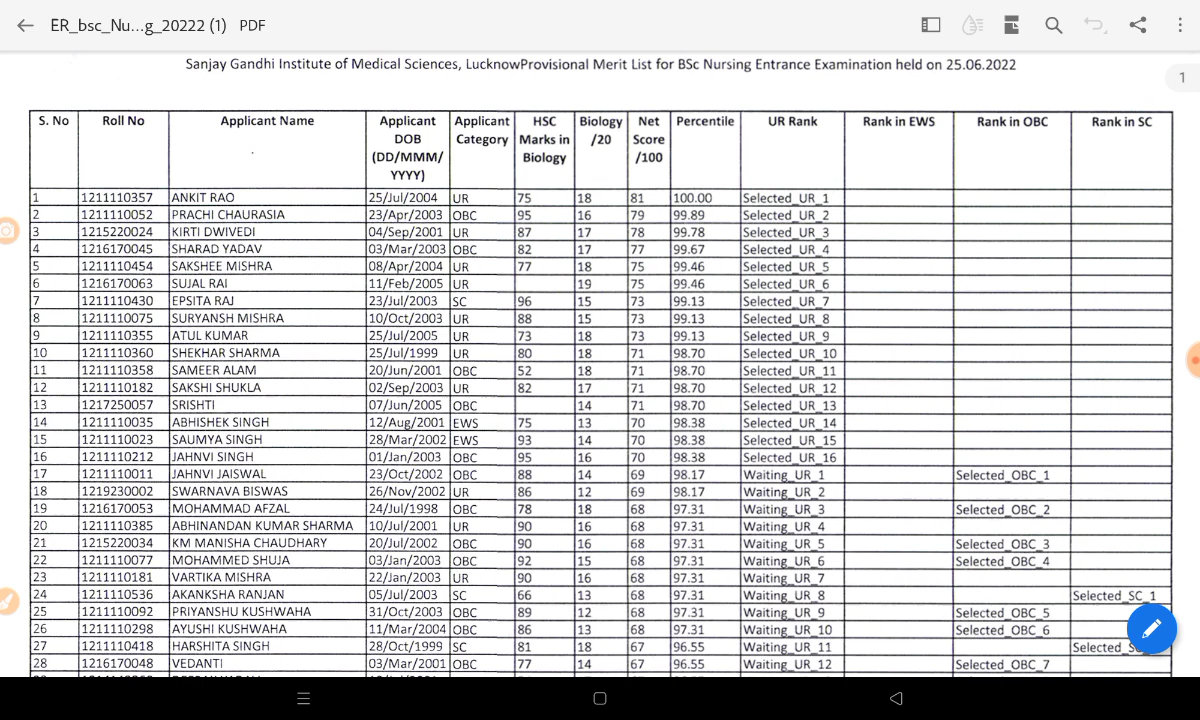 ER_bsc_Nu...g_20222 (1) PDF
Sanjay Gandhi Institute of Medical Sciences, LucknowProvisional Merit List for BSc Nursing Entrance Examination held on 25.06.2022
1
S. No Roll No Applicant Name Applicant DOB (DD/MMM/YYYY) Applicant Category HSC Marks in Biology Biology /20 Net Score /100 Percentile UR Rank Rank in EWS Rank in OBC Rank in SC
1 1211110357 ANKIT RAO 25/Jul/2004 UR 75 18 81 100.00 Selected_UR_1
2 1211110052 PRACHI CHAURASIA 23/Apr/2003 OBC 95 16 79 99.89 Selected_UR_2
3 1215220024 KIRTI DWIVEDI 04/Sep/2001 UR 87 17 78 99.78 Selected_UR_3
4 1216170045 SHARAD YADAV 03/Mar/2003 OBC 82 17 77 99.67 Selected_UR_4
5 1211110454 SAKSHEE MISHRA 08/Apr/2004 UR 77 18 75 99.46 Selected_UR_5
6 1216170063 SUJAL RAI 11/Feb/2005 UR 19 75 99.46 Selected_UR_6
7 1211110430 EPSITA RAJ 23/Jul/2003 SC 96 15 73 99.13 Selected_UR_7
8 1211110075 SURYANSH MISHRA 10/Oct/2003 UR 88 15 73 99.13 Selected_UR_8
9 1211110355 ATUL KUMAR 25/Jul/2005 UR 73 18 73 99.13 Selected_UR_9
10 1211110360 SHEKHAR SHARMA 25/Jul/1999 UR 80 18 71 98.70 Selected_UR_10
11 1211110358 SAMEER ALAM 20/Jun/2001 OBC 52 18 71 98.70 Selected_UR_11
12 1211110182 SAKSHI SHUKLA 02/Sep/2003 UR 82 17 71 98.70 Selected_UR_12
13 1217250057 SRISHTI 07/Jun/2005 OBC 14 71 98.70 Selected_UR_13
14 1211110035 ABHISHEK SINGH 12/Aug/2001 EWS 75 13 70 98.38 Selected_UR_14
15 1211110023 SAUMYA SINGH 28/Mar/2002 EWS 93 14 70 98.38 Selected_UR_15
16 1211110212 JAHNVI SINGH 01/Jan/2003 OBC 95 16 70 98.38 Selected_UR_16
17 1211110011 JAHNVI JAISWAL 23/Oct/2002 OBC 88 14 69 98.17 Waiting_UR_1 Selected_OBC_1
18 1219230002 SWARNAVA BISWAS 26/Nov/2002 UR 86 12 69 98.17 Waiting_UR_2
19 1216170053 MOHAMMAD AFZAL 24/Jul/1998 OBC 78 18 68 97.31 Waiting_UR_3 Selected_OBC_2
20 1211110385 ABHINANDAN KUMAR SHARMA 10/Jul/2001 UR 90 16 68 97.31 Waiting_UR_4
21 1215220034 KM MANISHA CHAUDHARY 20/Jul/2002 OBC 90 16 68 97.31 Waiting_UR_5 Selected_OBC_3
22 1211110077 MOHAMMED SHUJA 03/Jan/2003 OBC 92 15 68 97.31 Waiting_UR_6 Selected_OBC_4
23 1211110181 VARTIKA MISHRA 22/Jan/2003 UR 90 16 68 97.31 Waiting_UR_7
24 1211110536 AKANKSHA RANJAN 05/Jul/2003 SC 66 13 68 97.31 Waiting_UR_8 Selected_SC_1
25 1211110092 PRIYANSHU KUSHWAHA 31/Oct/2003 OBC 89 12 68 97.31 Waiting_UR_9 Selected_OBC_5
26 1211110298 AYUSHI KUSHWAHA 11/Mar/2004 OBC 86 13 68 97.31 Waiting_UR_10 Selected_OBC_6
27 1211110418 HARSHITA SINGH 28/Oct/1999 SC 81 18 67 96.55 Waiting_UR_11
28 1216170048 VEDANTI 03/Mar/2001 OBC 77 14 67 96.55 Waiting_UR_12 Selected_OBC_7